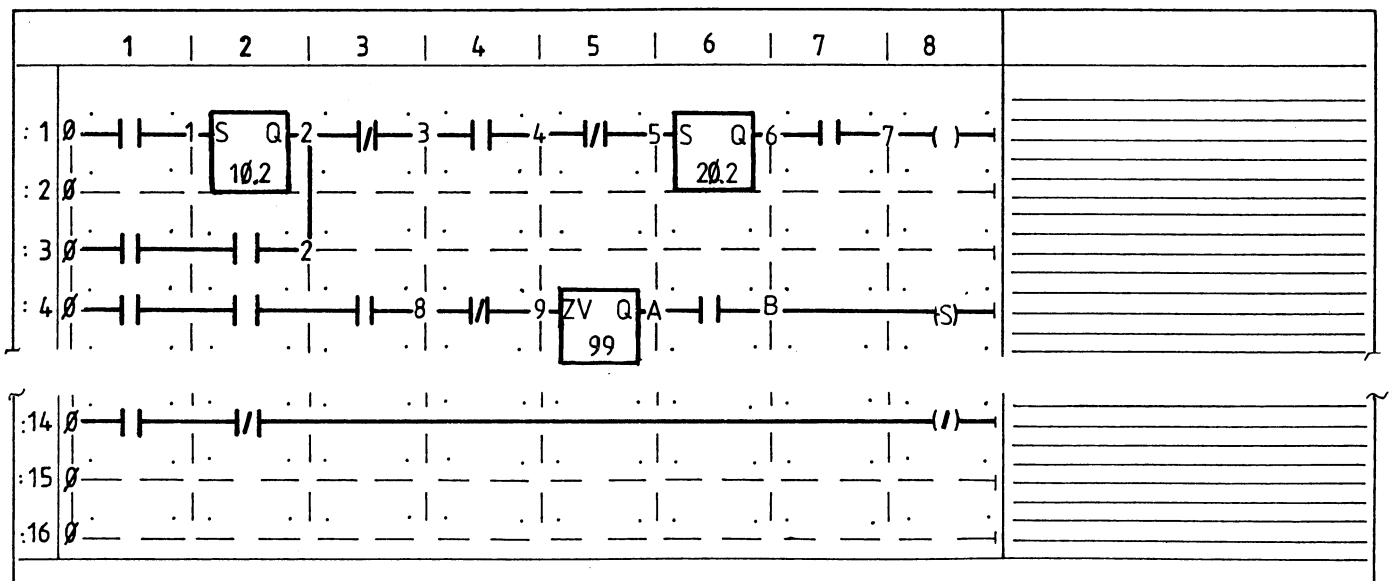 1 2 3 4 5 6 7 8
:1 Ø 1 S Q 2 3 4 5 S Q 6 7 ( )
10.2 20.2
:2 Ø
:3 Ø 2
:4 Ø 8 9 ZV Q A B (S)
99
:14 Ø (/)
:15 Ø
:16 Ø